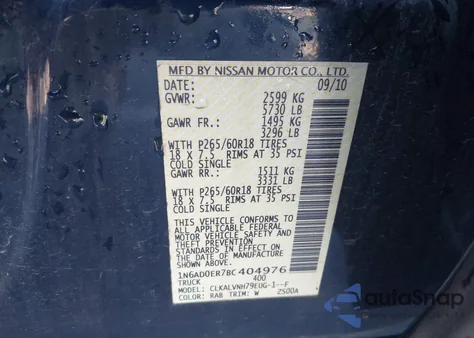 MFD BY NISSAN MOTOR CO., LTD.
DATE: 09/10
GVWR: 2599 KG
5730 LB
GAWR FR.: 1495 KG
3296 LB
WITH P265/60R18 TIRES
18 X 7.5 RIMS AT 35 PSI
COLD SINGLE
GAWR RR.: 1511 KG
3331 LB
WITH P265/60R18 TIRES
18 X 7.5 RIMS AT 35 PSI
COLD SINGLE
THIS VEHICLE CONFORMS TO
ALL APPLICABLE FEDERAL
MOTOR VEHICLE SAFETY AND
THEFT PREVENTION
STANDARDS IN EFFECT ON
THE DATE OF MANUFACTURE
SHOWN ABOVE.
1N6AD0ER7BC404976
TRUCK 400
MODEL: CLKALVNH79EUG-1--F
COLOR: RAB TRIM: W 2S00A
autoSnap